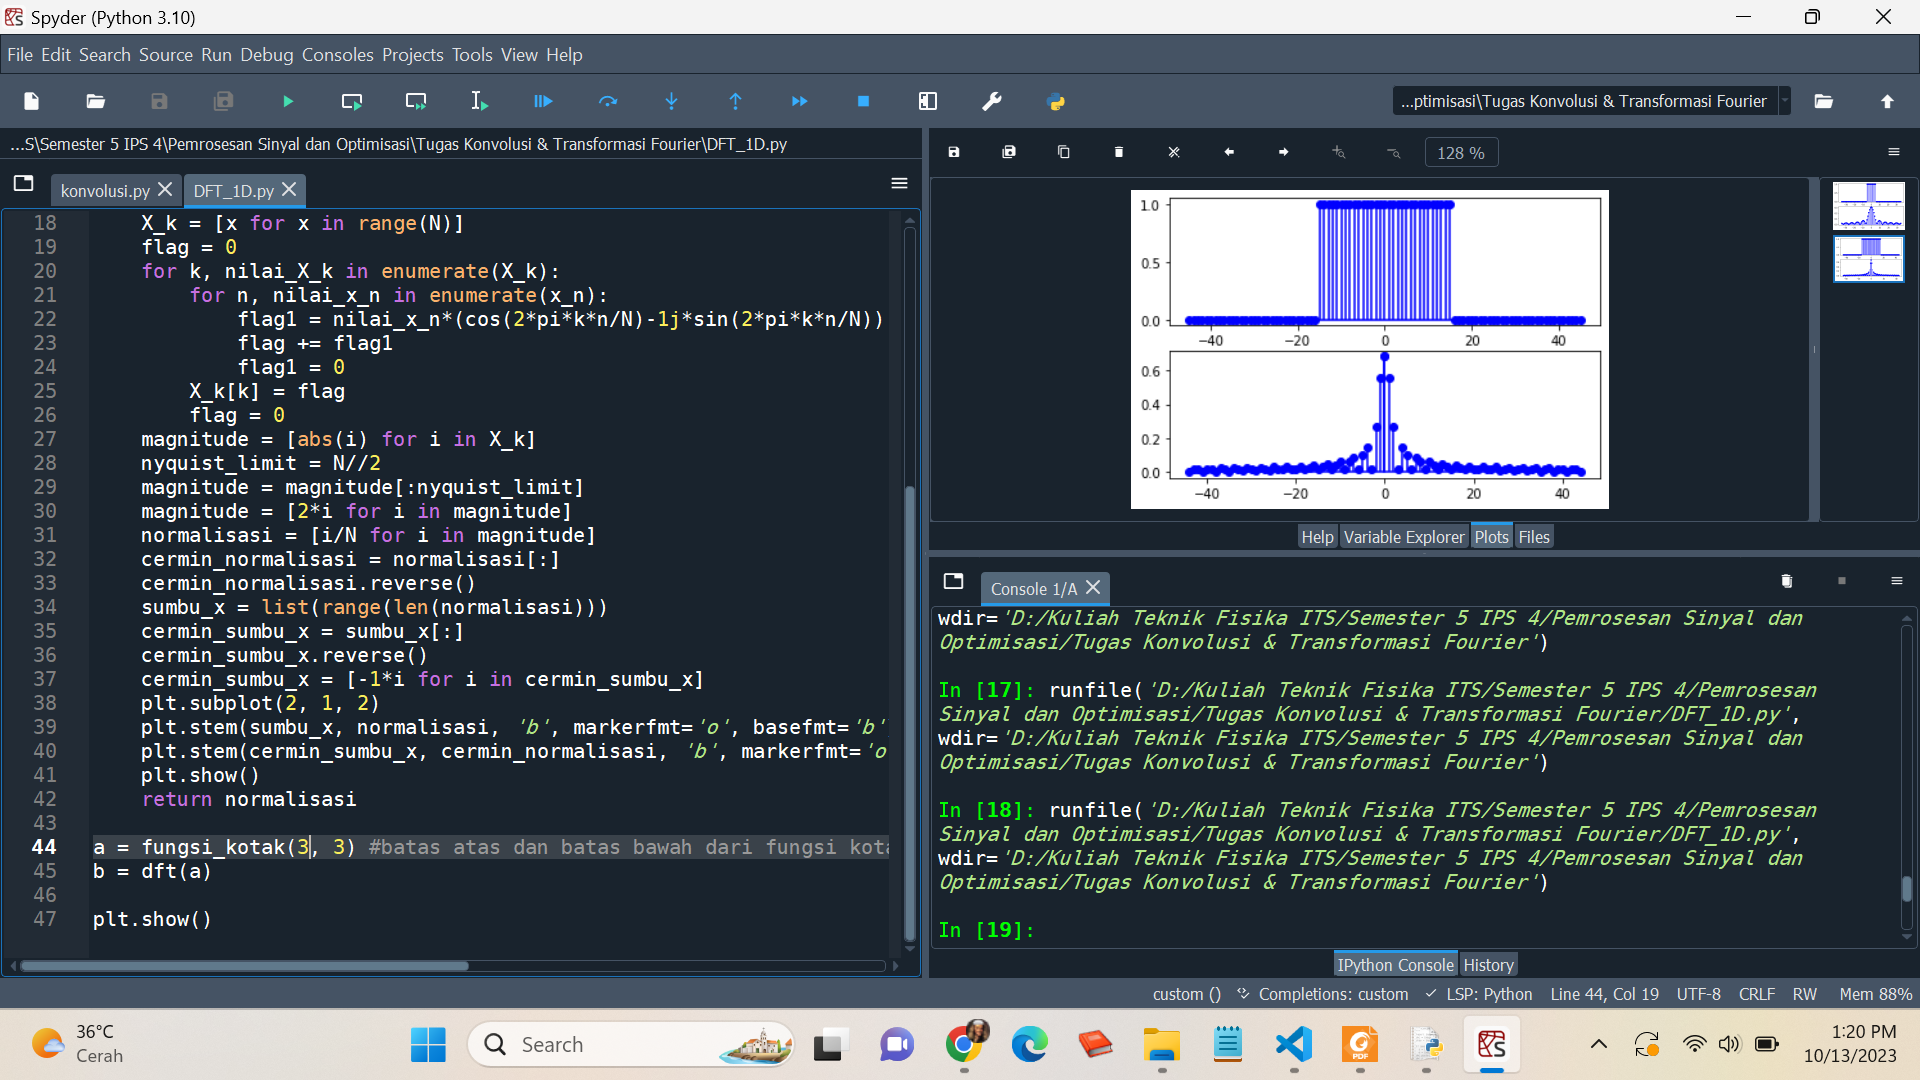 Spyder (Python 3.10)
File Edit Search Source Run Debug Consoles Projects Tools View Help
...ptimisasi\Tugas Konvolusi & Transformasi Fourier
...S\Semester 5 IPS 4\Pemrosesan Sinyal dan Optimisasi\Tugas Konvolusi & Transformasi Fourier\DFT_1D.py
konvolusi.py DFT_1D.py
18 X_k = [x for x in range(N)]
19 flag = 0
20 for k, nilai_X_k in enumerate(X_k):
21 for n, nilai_x_n in enumerate(x_n):
22 flag1 = nilai_x_n*(cos(2*pi*k*n/N)-1j*sin(2*pi*k*n/N))
23 flag += flag1
24 flag1 = 0
25 X_k[k] = flag
26 flag = 0
27 magnitude = [abs(i) for i in X_k]
28 nyquist_limit = N//2
29 magnitude = magnitude[:nyquist_limit]
30 magnitude = [2*i for i in magnitude]
31 normalisasi = [i/N for i in magnitude]
32 cermin_normalisasi = normalisasi[:]
33 cermin_normalisasi.reverse()
34 sumbu_x = list(range(len(normalisasi)))
35 cermin_sumbu_x = sumbu_x[:]
36 cermin_sumbu_x.reverse()
37 cermin_sumbu_x = [-1*i for i in cermin_sumbu_x]
38 plt.subplot(2, 1, 2)
39 plt.stem(sumbu_x, normalisasi, 'b', markerfmt='o', basefmt='b'
40 plt.stem(cermin_sumbu_x, cermin_normalisasi, 'b', markerfmt='o
41 plt.show()
42 return normalisasi
43
44 a = fungsi_kotak(3, 3) #batas atas dan batas bawah dari fungsi kota
45 b = dft(a)
46
47 plt.show()
128 %
1.0
0.5
0.0
−40 −20 0 20 40
0.6
0.4
0.2
0.0
−40 −20 0 20 40
Help Variable Explorer Plots Files
Console 1/A
wdir='D:/Kuliah Teknik Fisika ITS/Semester 5 IPS 4/Pemrosesan Sinyal dan
Optimisasi/Tugas Konvolusi & Transformasi Fourier')
In [17]: runfile('D:/Kuliah Teknik Fisika ITS/Semester 5 IPS 4/Pemrosesan
Sinyal dan Optimisasi/Tugas Konvolusi & Transformasi Fourier/DFT_1D.py',
wdir='D:/Kuliah Teknik Fisika ITS/Semester 5 IPS 4/Pemrosesan Sinyal dan
Optimisasi/Tugas Konvolusi & Transformasi Fourier')
In [18]: runfile('D:/Kuliah Teknik Fisika ITS/Semester 5 IPS 4/Pemrosesan
Sinyal dan Optimisasi/Tugas Konvolusi & Transformasi Fourier/DFT_1D.py',
wdir='D:/Kuliah Teknik Fisika ITS/Semester 5 IPS 4/Pemrosesan Sinyal dan
Optimisasi/Tugas Konvolusi & Transformasi Fourier')
In [19]:
IPython Console History
custom () Completions: custom LSP: Python Line 44, Col 19 UTF-8 CRLF RW Mem 88%
36°C
Cerah
Search
PDF
1:20 PM
10/13/2023